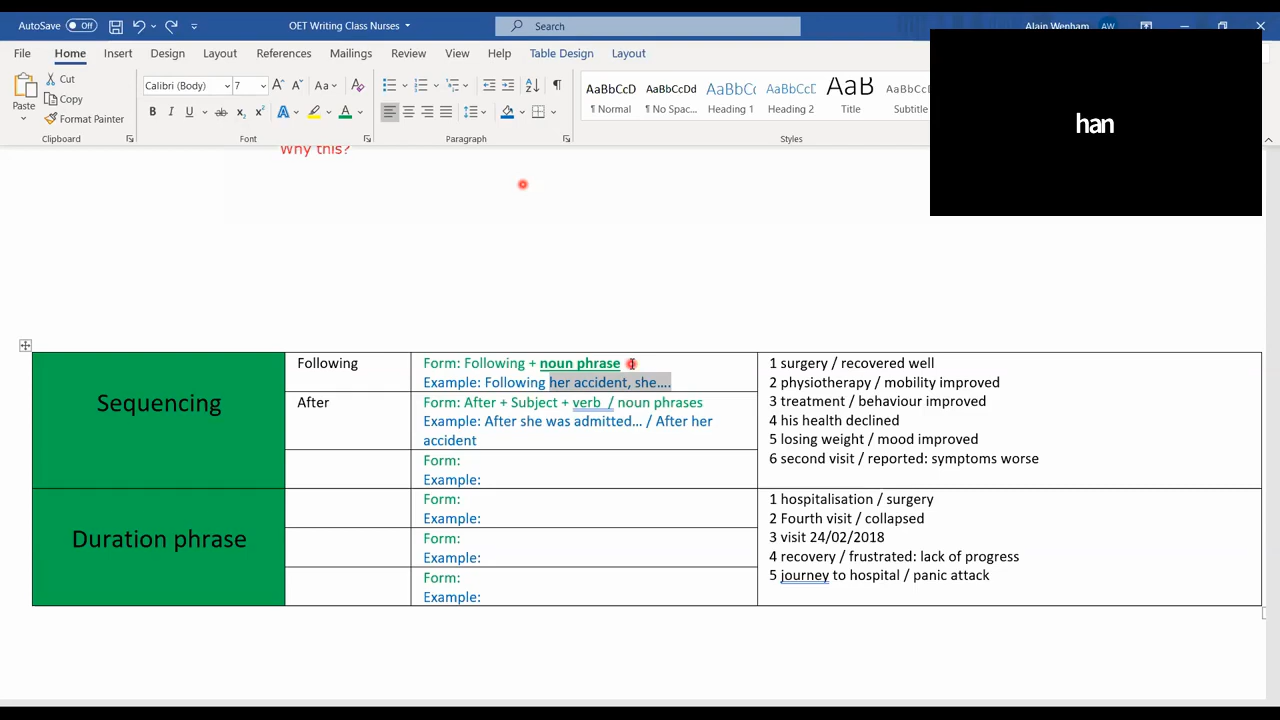 AutoSave Off OET Writing Class Nurses Search Alain Wenham AW
File Home Insert Design Layout References Mailings Review View Help Table Design Layout
Paste Cut Copy Format Painter
Calibri (Body) 7 Aa
B I U ab x₂ x² A A
AaBbCcD AaBbCcDd AaBbCc AaBbCcD AaB AaBbCcD
¶ Normal ¶ No Spac... Heading 1 Heading 2 Title Subtitle
Clipboard Font Paragraph Styles
han
Why this?
Sequencing
Following
Form: Following + noun phrase
Example: Following her accident, she….
After
Form: After + Subject + verb / noun phrases
Example: After she was admitted… / After her
accident
Form:
Example:
1 surgery / recovered well
2 physiotherapy / mobility improved
3 treatment / behaviour improved
4 his health declined
5 losing weight / mood improved
6 second visit / reported: symptoms worse
Duration phrase
Form:
Example:
Form:
Example:
Form:
Example:
1 hospitalisation / surgery
2 Fourth visit / collapsed
3 visit 24/02/2018
4 recovery / frustrated: lack of progress
5 journey to hospital / panic attack